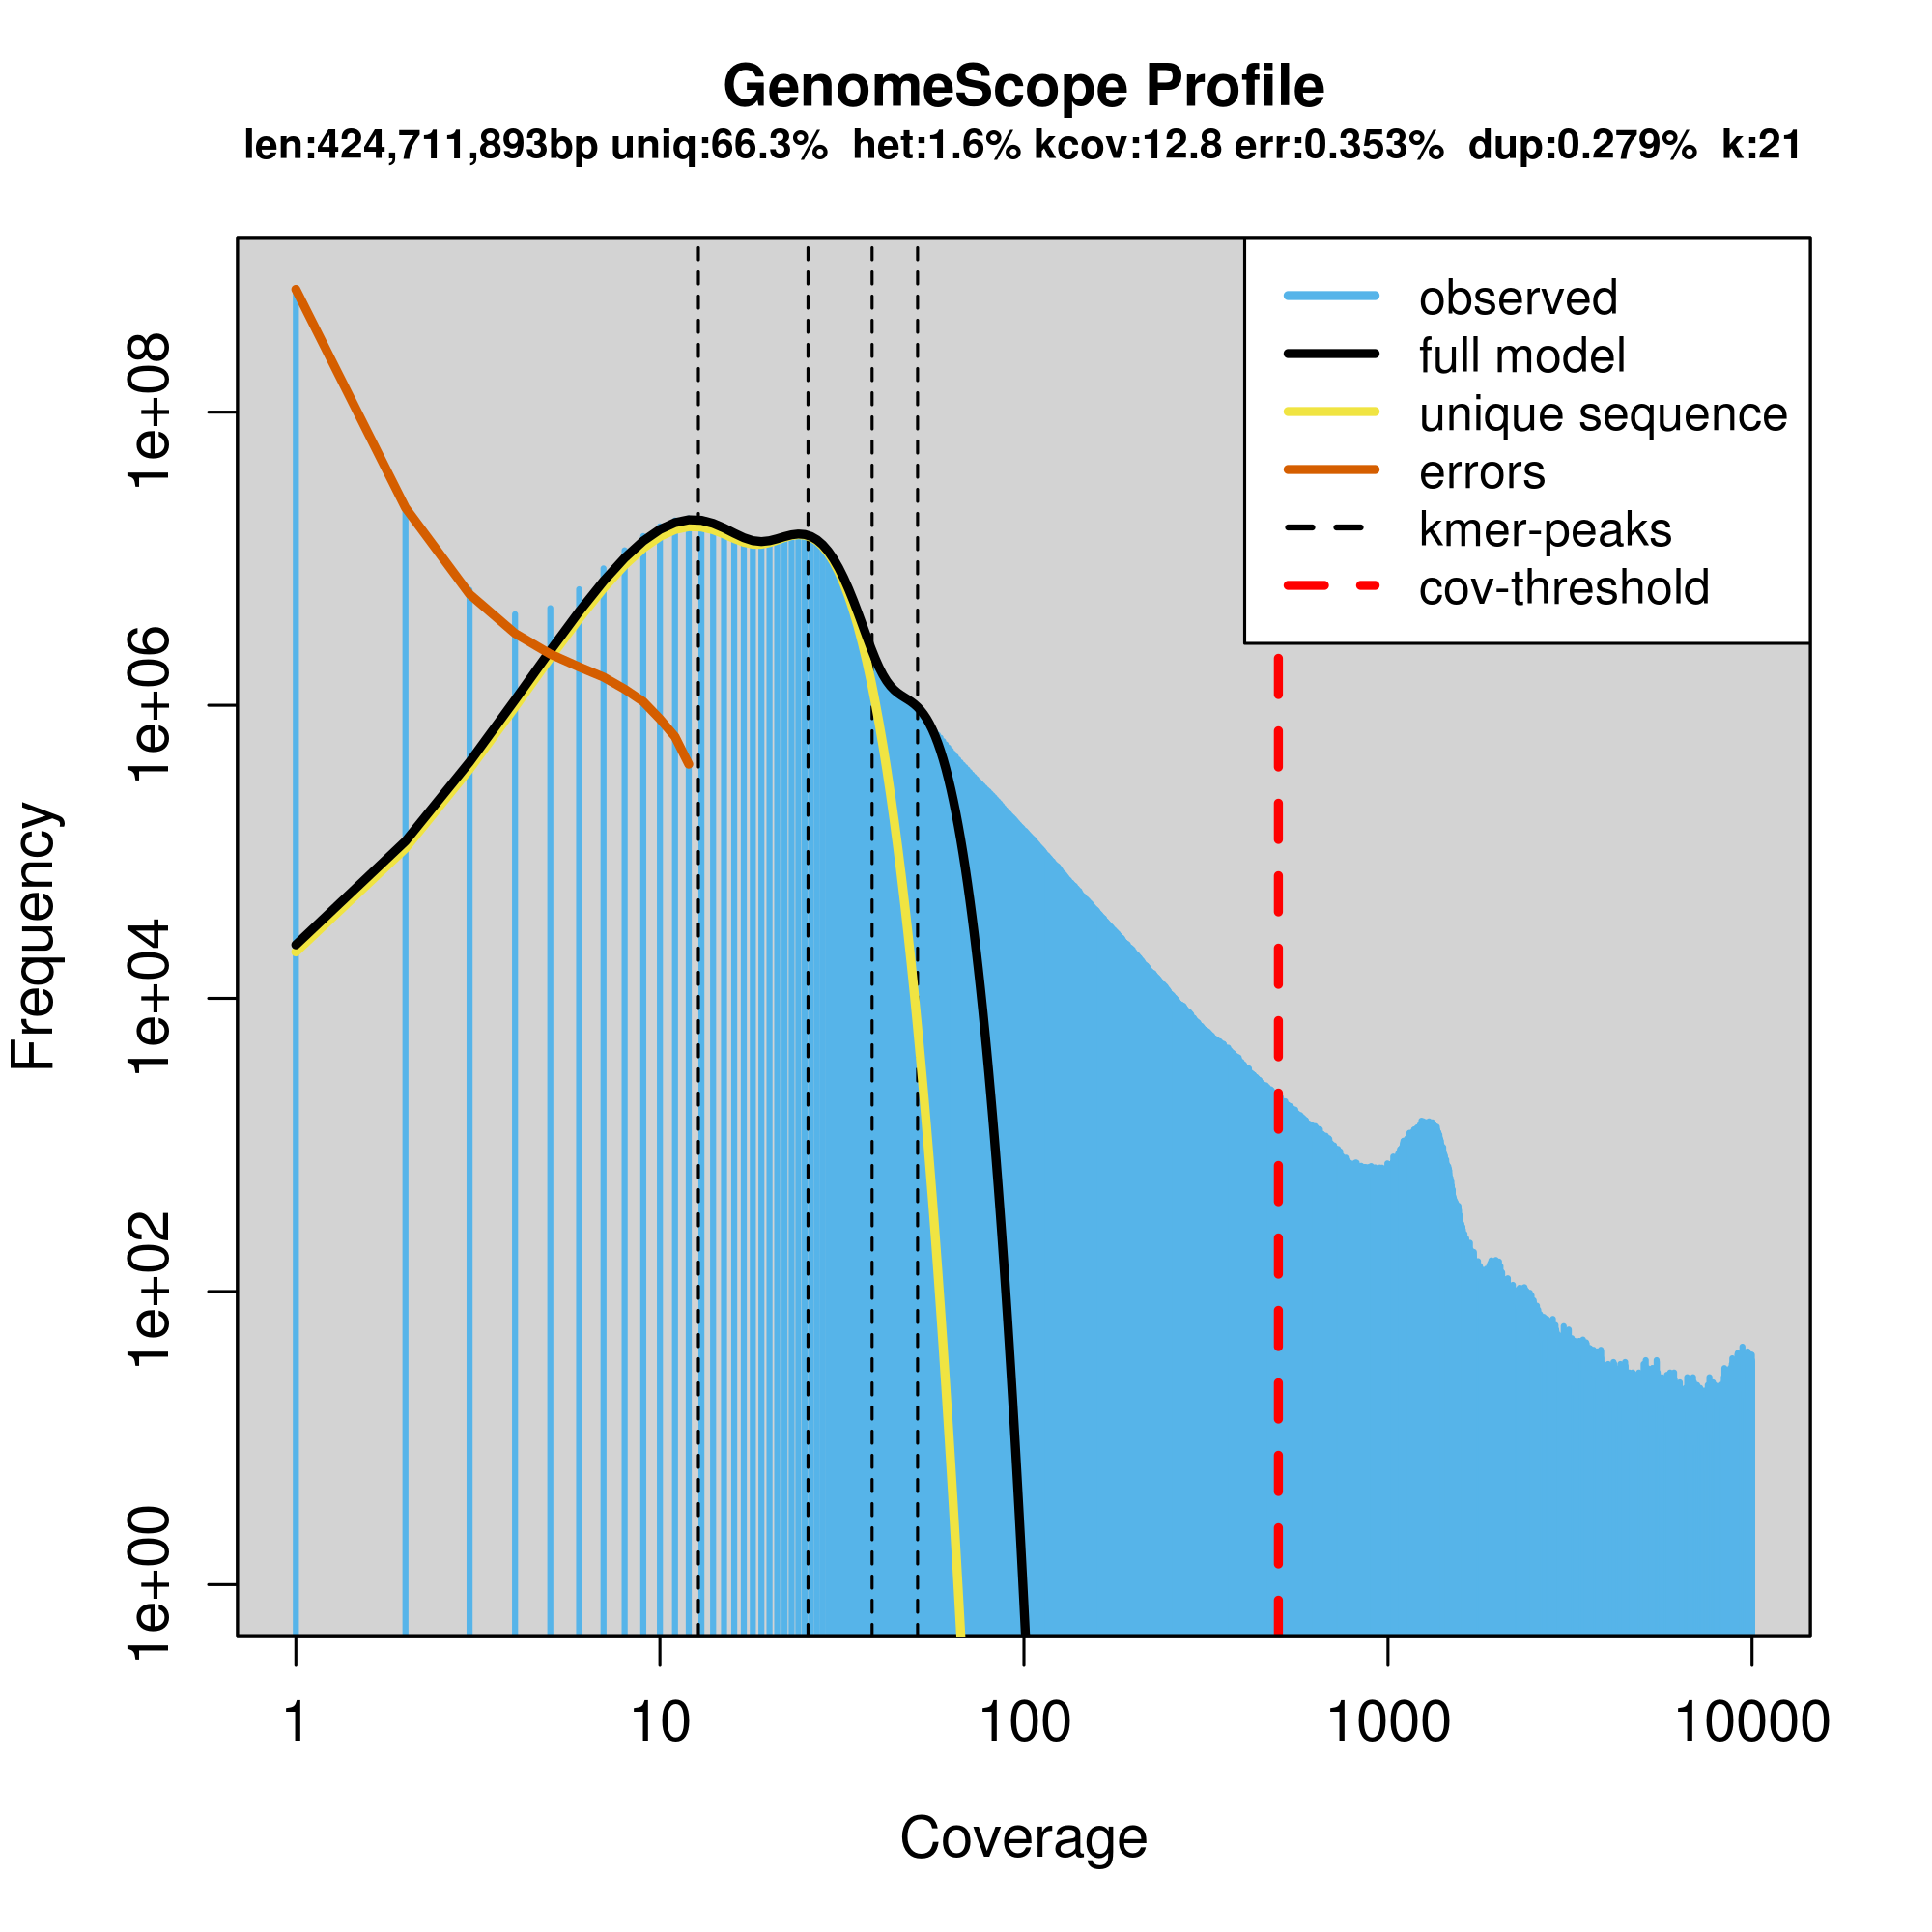 GenomeScope Profile
len:424,711,893bp uniq:66.3% het:1.6% kcov:12.8 err:0.353% dup:0.279% k:21
observed
full model
unique sequence
errors
kmer-peaks
cov-threshold
Frequency
1e+08
1e+06
1e+04
1e+02
1e+00
1 10 100 1000 10000
Coverage